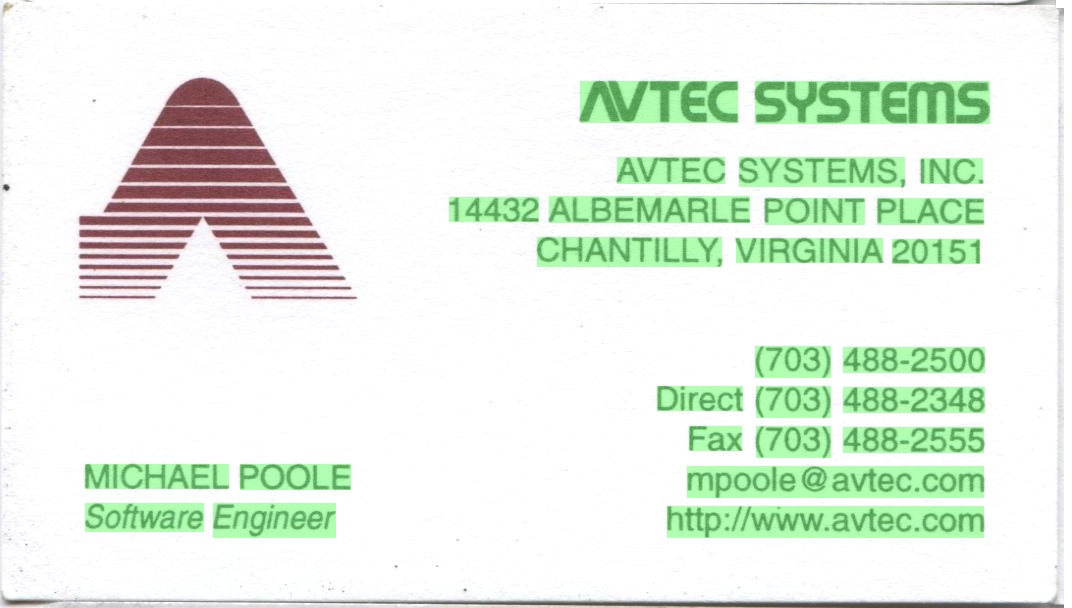 AVTEC SYSTEMS
AVTEC SYSTEMS, INC.
14432 ALBEMARLE POINT PLACE
CHANTILLY, VIRGINIA 20151
(703) 488-2500
Direct (703) 488-2348
Fax (703) 488-2555
mpoole@avtec.com
http://www.avtec.com
MICHAEL POOLE
Software Engineer